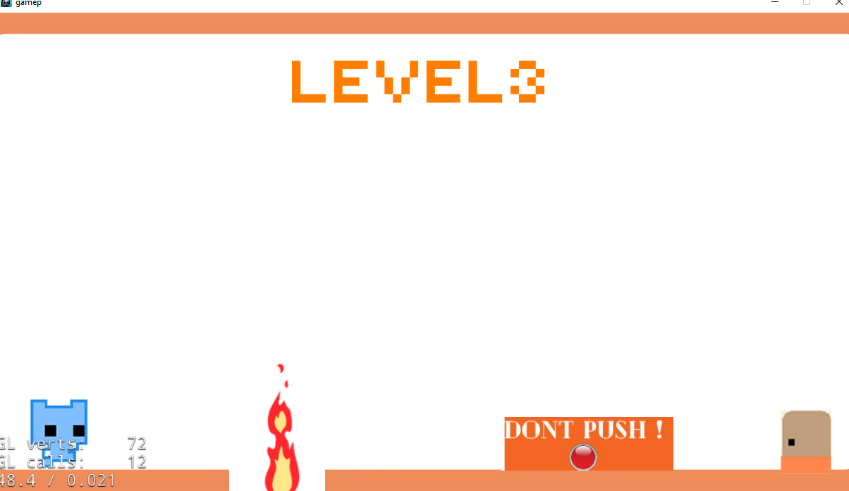 gamep
LEVEL3
DONT PUSH !
GL verts: 72
GL calls: 12
48.4 / 0.021